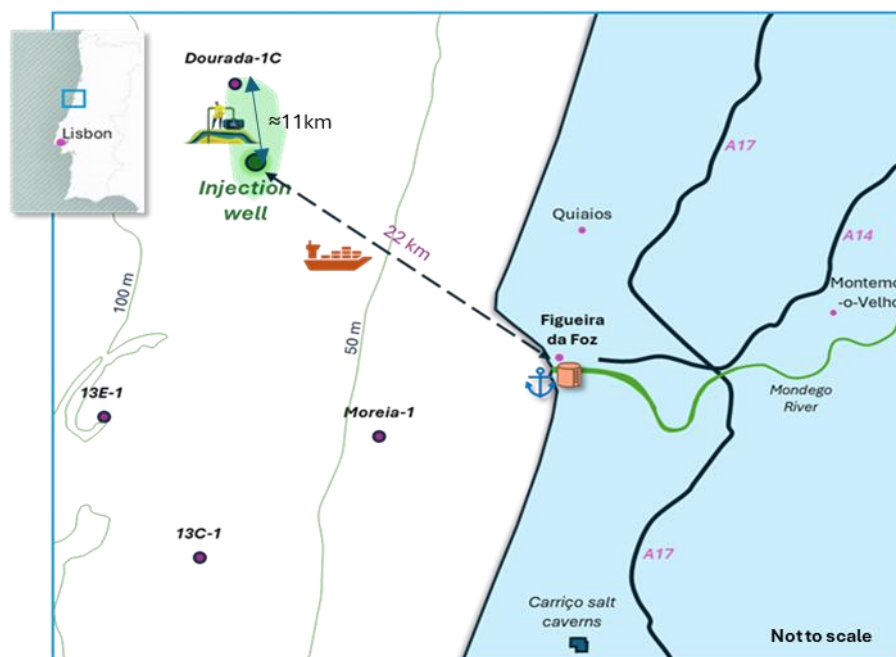 Dourada-1C
≈11km
Lisbon
Injection
well
A17
Quiaios
22 km
A14
100 m
Montemo
-o-Velho
50 m
Figueira
da Foz
13E-1
Moreia-1
Mondego
River
13C-1
A17
Carriço salt
caverns
Not to scale